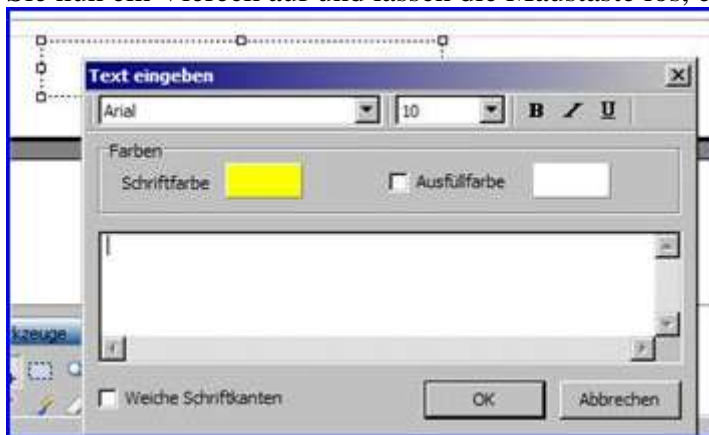 Sie nun ein Viereck auf und lassen die Maustaste los,
Text eingeben
Arial 10 B I U
Farben
Schriftfarbe Ausfüllfarbe
kzeuge
Weiche Schriftkanten OK Abbrechen